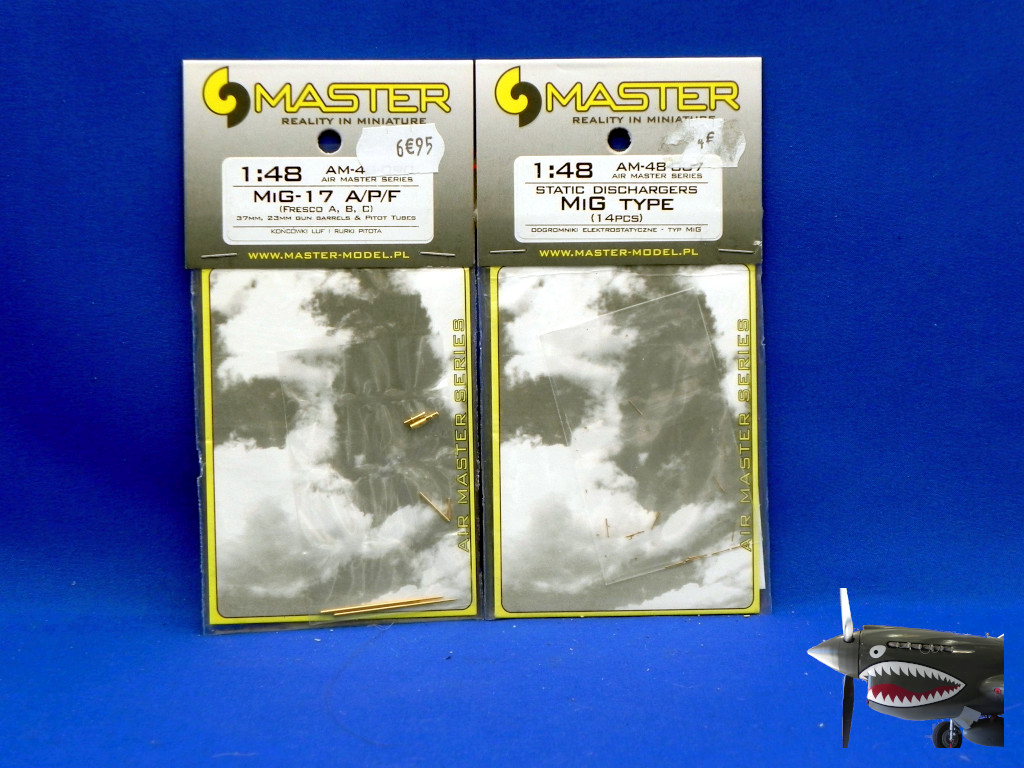 MASTER
REALITY IN MINIATURE
6€95
1:48 AM-4
AIR MASTER SERIES
MiG-17 A/P/F
(FRESCO A, B, C)
37MM, 23MM GUN BARRELS & PITOT TUBES
KOŃCÓWKI LUF I RURKI PITOTA
WWW.MASTER-MODEL.PL
AIR MASTER SERIES
MASTER
REALITY IN MINIATURE
4€
1:48 AM-48
AIR MASTER SERIES
STATIC DISCHARGERS
MiG TYPE
(14PCS)
ODGROMNIKI ELEKTROSTATYCZNE - TYP MiG
WWW.MASTER-MODEL.PL
AIR MASTER SERIES